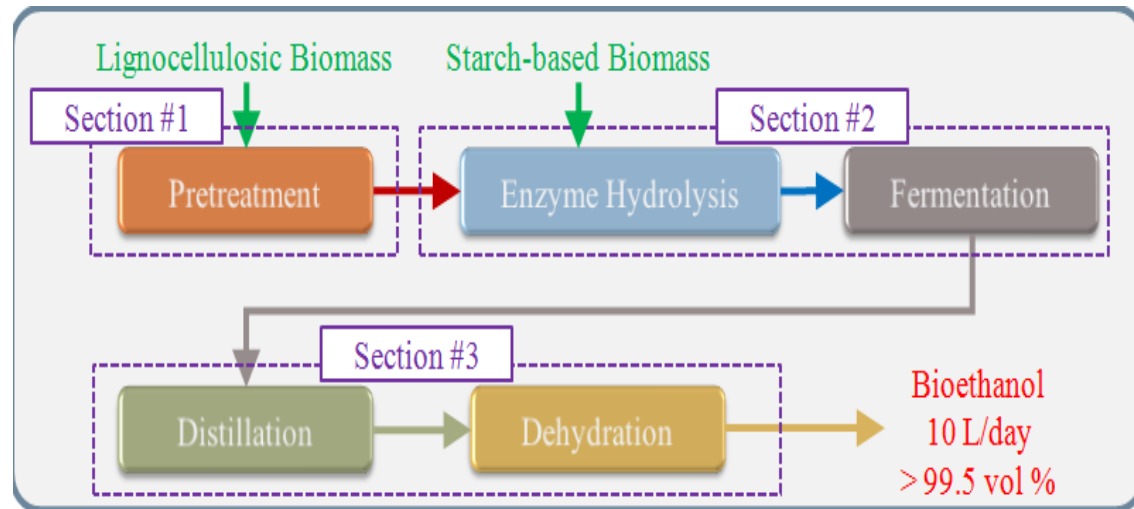 Lignocellulosic Biomass
Starch-based Biomass
Section #1
Section #2
Pretreatment
Enzyme Hydrolysis
Fermentation
Section #3
Distillation
Dehydration
Bioethanol
10 L/day
> 99.5 vol %